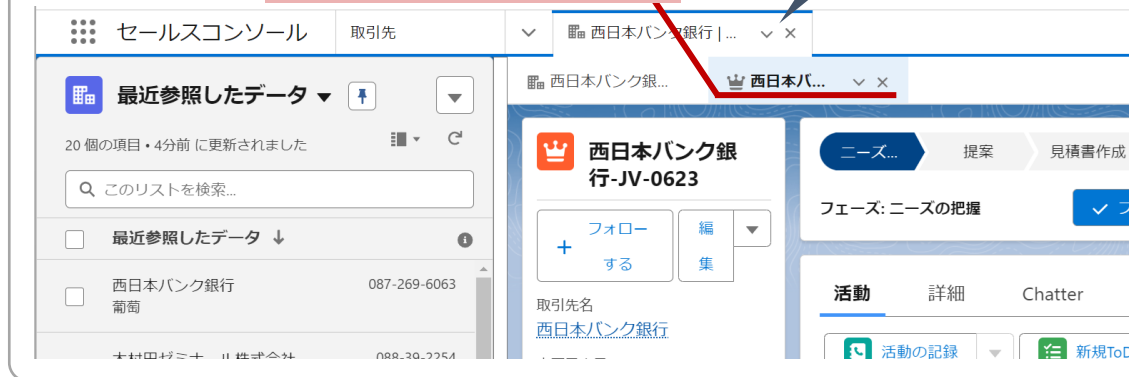 セールスコンソール
取引先
西日本バンク銀行 | ...
西日本バンク銀...
西日本バ...
最近参照したデータ
20 個の項目・4分前 に更新されました
このリストを検索...
最近参照したデータ ↓
西日本バンク銀行
087-269-6063
葡萄
088-39-2254
西日本バンク銀
行-JV-0623
フォロー
する
編
集
取引先名
西日本バンク銀行
ニーズ...
提案
見積書作成
フェーズ: ニーズの把握
活動
詳細
Chatter
活動の記録
新規ToD